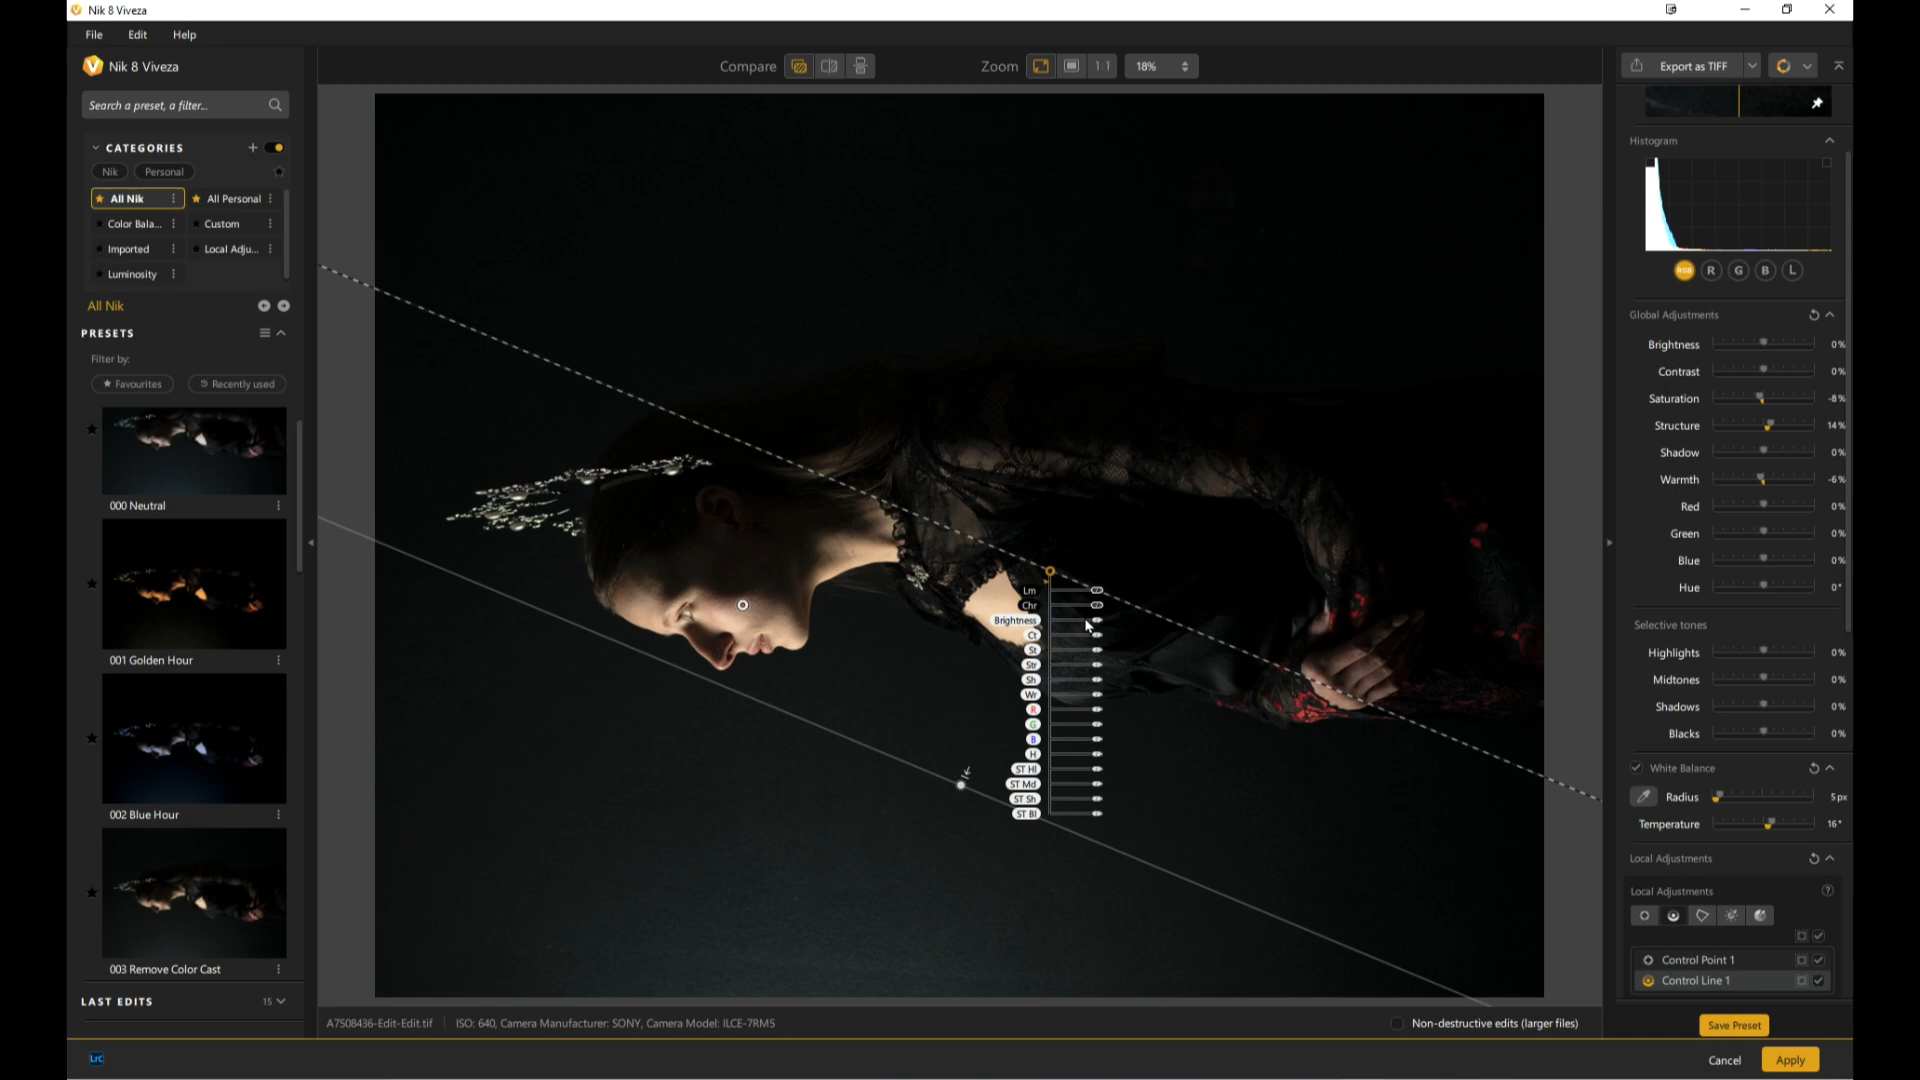 Nik 8 Viveza
File Edit Help
Nik 8 Viveza
Compare
Zoom 1:1 18%
Export as TIFF
Search a preset, a filter...
CATEGORIES
Nik Personal
All Nik All Personal
Color Bala... Custom
Imported Local Adju...
Luminosity
All Nik
PRESETS
Filter by:
Favourites Recently used
000 Neutral
001 Golden Hour
002 Blue Hour
003 Remove Color Cast
LAST EDITS 15
Lm
Chr
Brightness
Ct
St
Str
Sh
Wr
R
G
B
H
ST HI
ST Md
ST Sh
ST Bl
A7508436-Edit-Edit.tif ISO: 640, Camera Manufacturer: SONY, Camera Model: ILCE-7RM5
Non-destructive edits (larger files)
Histogram
RGB R G B L
Global Adjustments
Brightness 0%
Contrast 0%
Saturation -8%
Structure 14%
Shadow 0%
Warmth -6%
Red 0%
Green 0%
Blue 0%
Hue 0°
Selective tones
Highlights 0%
Midtones 0%
Shadows 0%
Blacks 0%
White Balance
Radius 5px
Temperature 16°
Local Adjustments
Local Adjustments
Control Point 1
Control Line 1
Save Preset
LrC
Cancel Apply